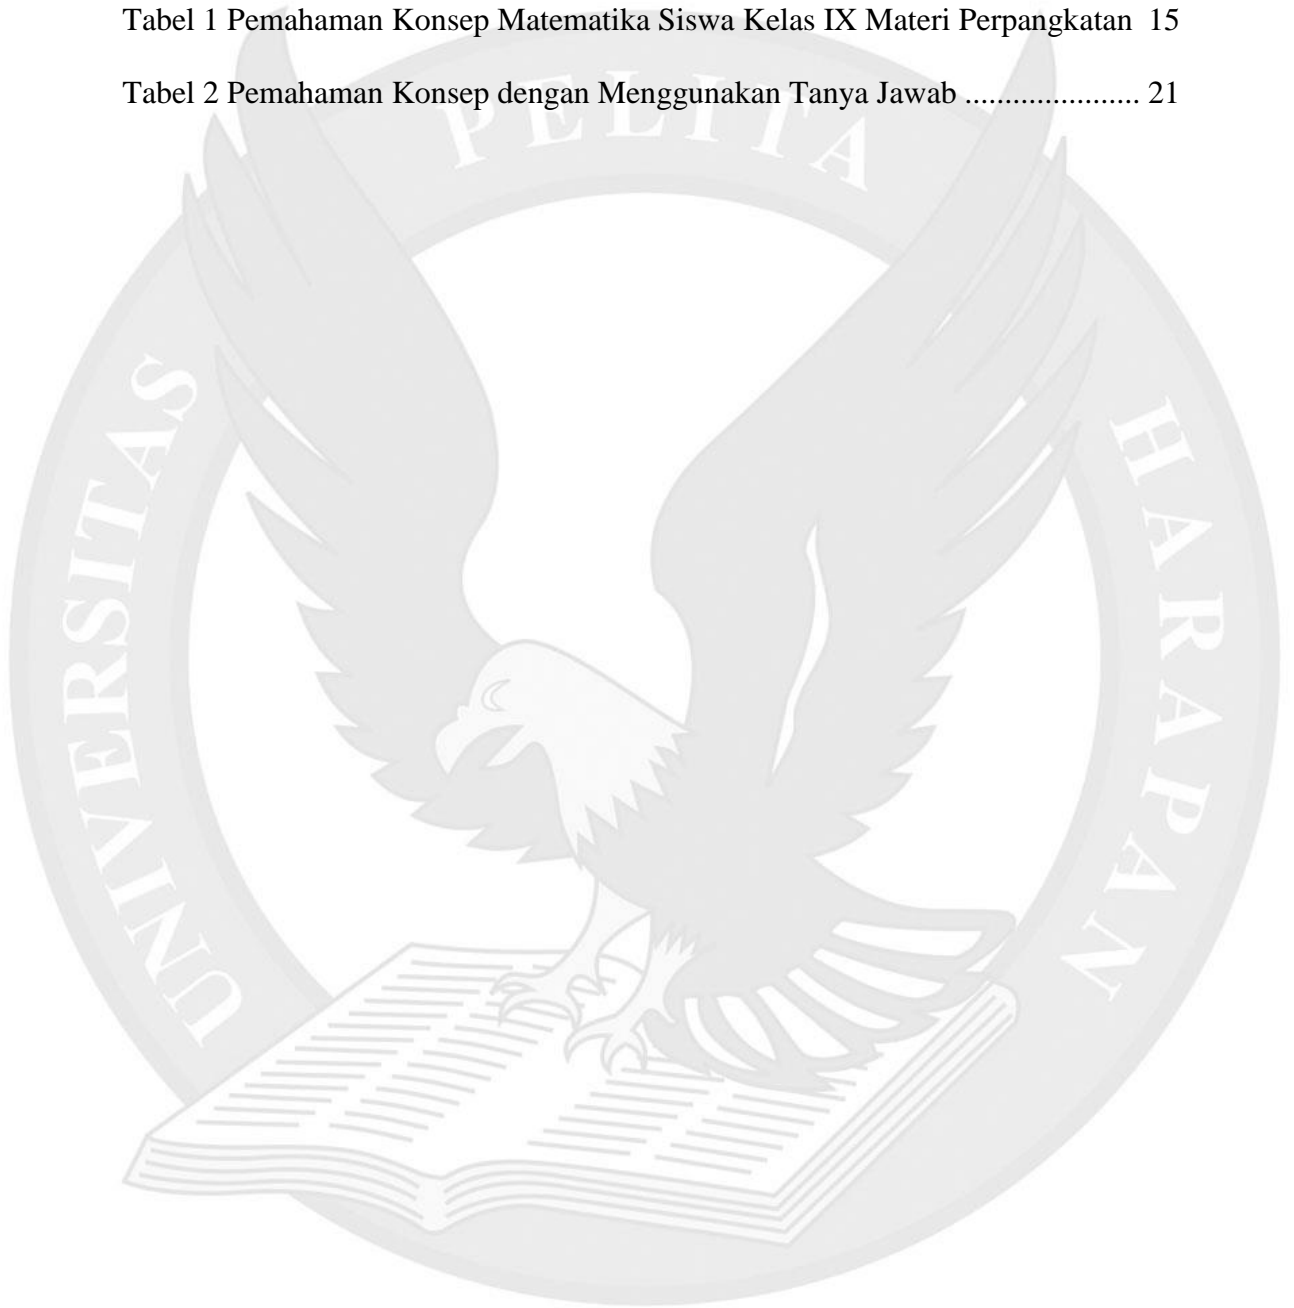 Tabel 1 Pemahaman Konsep Matematika Siswa Kelas IX Materi Perpangkatan 15
Tabel 2 Pemahaman Konsep dengan Menggunakan Tanya Jawab ...................... 21
UNIVERSITAS PELITA HARAPAN